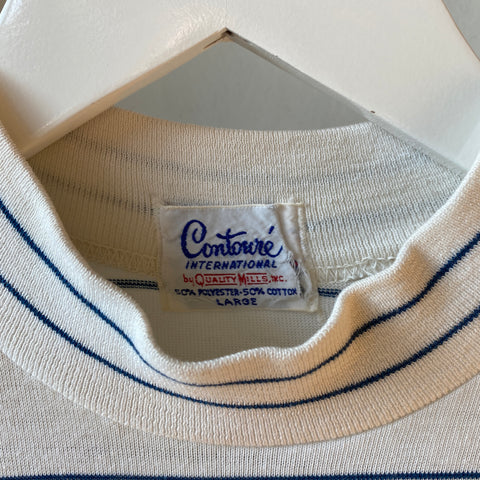 Contouré
INTERNATIONAL
by QUALITY MILLS, INC.
50% POLYESTER-50% COTTON
LARGE